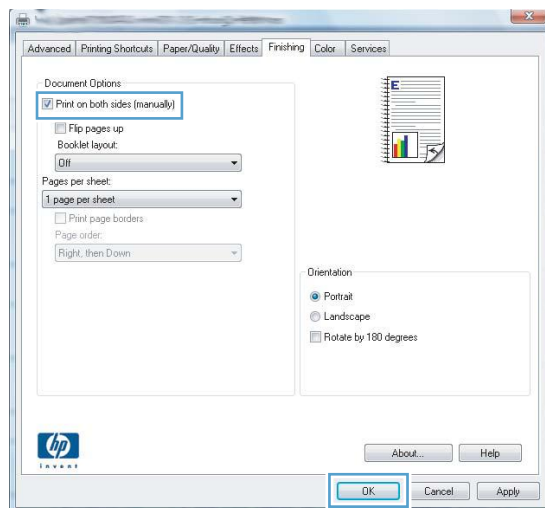 Advanced Printing Shortcuts Paper/Quality Effects Finishing Color Services
Document Options
Print on both sides (manually)
Flip pages up
Booklet layout:
Off
Pages per sheet:
1 page per sheet
Print page borders
Page order:
Right, then Down
E
Orientation
Portrait
Landscape
Rotate by 180 degrees
hp
invent
About... Help
OK Cancel Apply